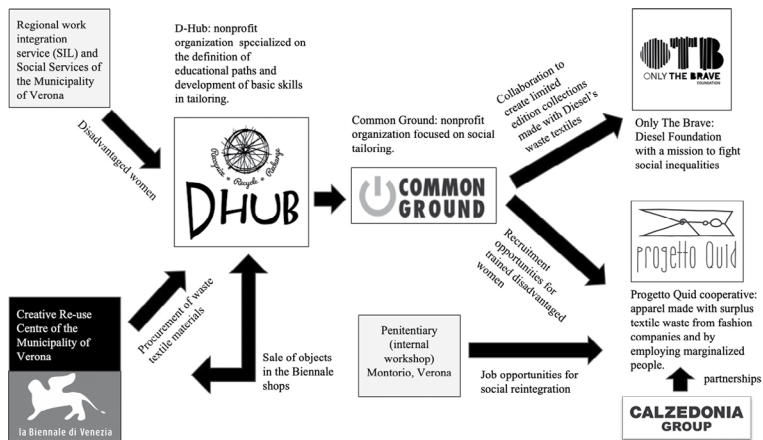 Regional work
integration
service (SIL) and
Social Services of
the Municipality
of Verona
Disadvantaged women
D-Hub: nonprofit
organization specialized on
the definition of
educational paths and
development of basic skills
in tailoring.
Recycle
DHUB
Common Ground: nonprofit
organization focused on social
tailoring.
COMMON
GROUND
Collaboration to
create limited
edition collections
made with Diesel's
waste textiles
OTB
ONLY THE BRAVE
FOUNDATION
Only The Brave:
Diesel Foundation
with a mission to fight
social inequalities
Recruitment
opportunities for
trained disadvantaged
women
progetto Quid
Progetto Quid cooperative:
apparel made with surplus
textile waste from fashion
companies and by
employing marginalized
people.
partnerships
CALZEDONIA
GROUP
Creative Re-use
Centre of the
Municipality of
Verona
la Biennale di Venezia
Procurement of waste
textile materials
Sale of objects
in the Biennale
shops
Penitentiary
(internal
workshop)
Montorio, Verona
Job opportunities for
social reintegration